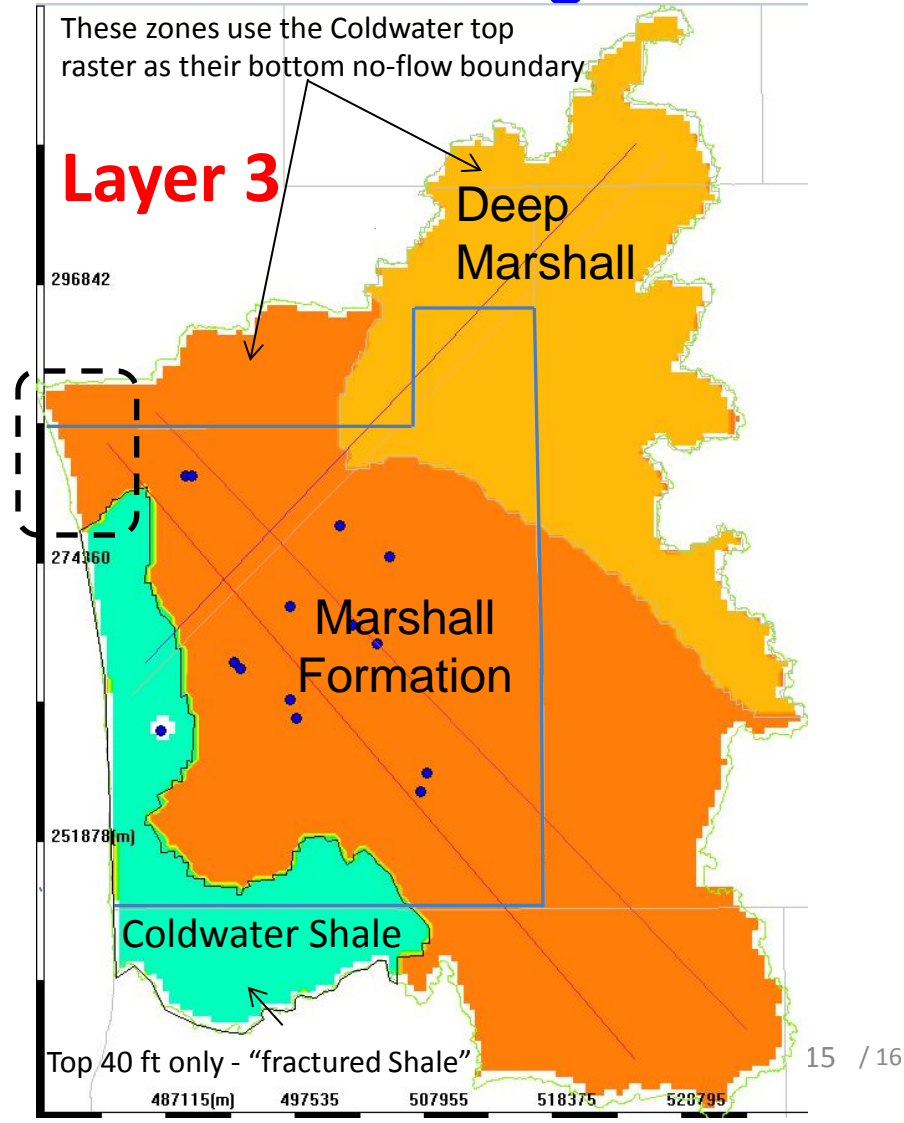 These zones use the Coldwater top
raster as their bottom no-flow boundary
Layer 3
Deep
Marshall
296842
274360
Marshall
Formation
251878(m)
Coldwater Shale
Top 40 ft only - “fractured Shale”
15 / 16
487115(m) 497535 507955 518375 528795